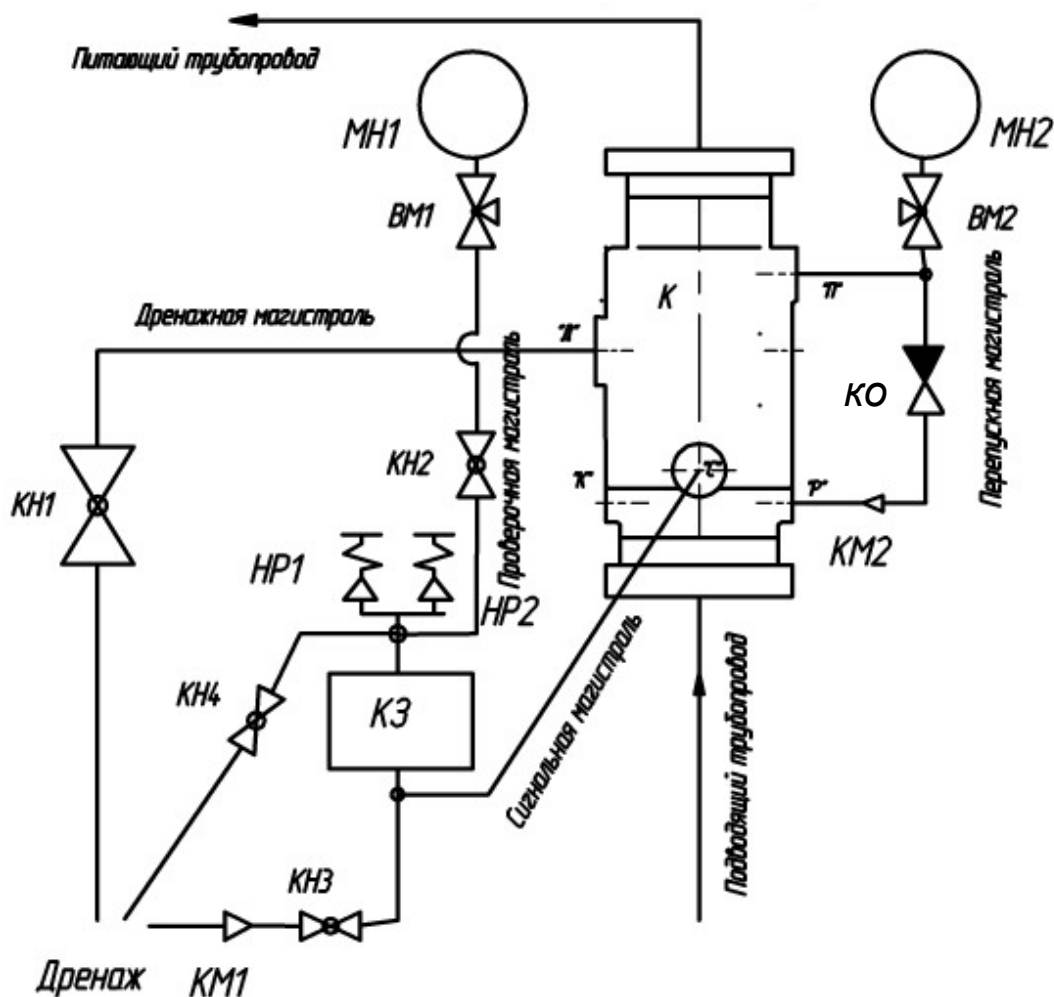 Питающий трубопровод
МН1
МН2
ВМ1
ВМ2
К
"П"
Дренажная магистраль
"Д"
КО
Перепускная магистраль
Проверочная магистраль
КН2
КН1
"К"
"С"
"Р"
КМ2
НР1
НР2
КН4
КЗ
Сигнальная магистраль
Подводящий трубопровод
КН3
Дренаж
КМ1